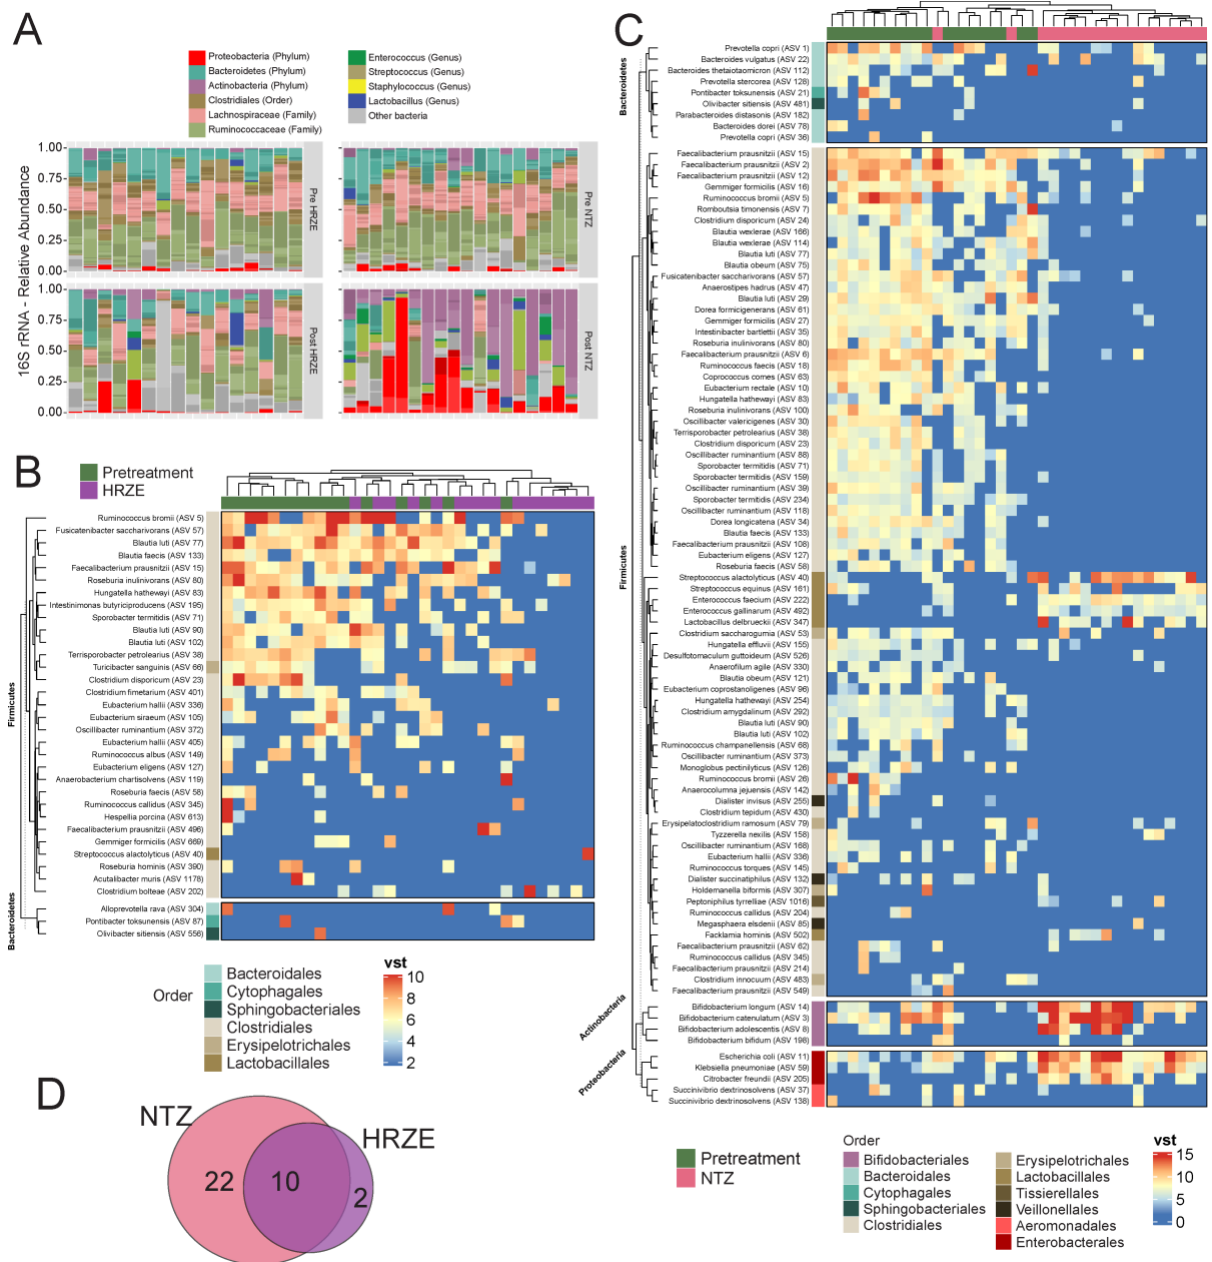 A
Proteobacteria (Phylum)
Bacteroidetes (Phylum)
Actinobacteria (Phylum)
Clostridiales (Order)
Lachnospiraceae (Family)
Ruminococcaceae (Family)
Enterococcus (Genus)
Streptococcus (Genus)
Staphylococcus (Genus)
Lactobacillus (Genus)
Other bacteria
16S rRNA - Relative Abundance
1.00
0.75
0.50
0.25
0.00
Pre HRZE
Pre NTZ
1.00
0.75
0.50
0.25
0.00
Post HRZE
Post NTZ
B
Pretreatment
HRZE
Firmicutes
Ruminococcus bromii (ASV 5)
Fusicatenibacter saccharivorans (ASV 57)
Blautia luti (ASV 77)
Blautia faecis (ASV 133)
Faecalibacterium prausnitzii (ASV 15)
Roseburia inulinivorans (ASV 80)
Hungatella hathewayi (ASV 83)
Intestinimonas butyriciproducens (ASV 195)
Sporobacter termitidis (ASV 71)
Blautia luti (ASV 90)
Blautia luti (ASV 102)
Terrisporobacter petrolearius (ASV 38)
Turicibacter sanguinis (ASV 66)
Clostridium disporicum (ASV 23)
Clostridium fimetarium (ASV 401)
Eubacterium hallii (ASV 336)
Eubacterium siraeum (ASV 105)
Oscillibacter ruminantium (ASV 372)
Eubacterium hallii (ASV 405)
Ruminococcus albus (ASV 149)
Eubacterium eligens (ASV 127)
Anaerobacterium chartisolvens (ASV 119)
Roseburia faecis (ASV 58)
Ruminococcus callidus (ASV 345)
Hespellia porcina (ASV 613)
Faecalibacterium prausnitzii (ASV 496)
Gemmiger formicilis (ASV 669)
Streptococcus alactolyticus (ASV 40)
Roseburia hominis (ASV 390)
Acutalibacter muris (ASV 1178)
Clostridium bolteae (ASV 202)
Bacteroidetes
Alloprevotella rava (ASV 304)
Pontibacter toksunensis (ASV 87)
Olivibacter sitiensis (ASV 556)
Order
Bacteroidales
Cytophagales
Sphingobacteriales
Clostridiales
Erysipelotrichales
Lactobacillales
vst
10
8
6
4
2
C
Bacteroidetes
Prevotella copri (ASV 1)
Bacteroides vulgatus (ASV 22)
Bacteroides thetaiotaomicron (ASV 112)
Prevotella stercorea (ASV 128)
Pontibacter toksunensis (ASV 21)
Olivibacter sitiensis (ASV 481)
Parabacteroides distasonis (ASV 182)
Bacteroides dorei (ASV 78)
Prevotella copri (ASV 36)
Firmicutes
Faecalibacterium prausnitzii (ASV 15)
Faecalibacterium prausnitzii (ASV 2)
Faecalibacterium prausnitzii (ASV 12)
Gemmiger formicilis (ASV 16)
Ruminococcus bromii (ASV 5)
Romboutsia timonensis (ASV 7)
Clostridium disporicum (ASV 24)
Blautia wexlerae (ASV 166)
Blautia wexlerae (ASV 114)
Blautia luti (ASV 77)
Blautia obeum (ASV 75)
Fusicatenibacter saccharivorans (ASV 57)
Anaerostipes hadrus (ASV 47)
Blautia luti (ASV 29)
Dorea formicigenerans (ASV 61)
Gemmiger formicilis (ASV 27)
Intestinibacter bartlettii (ASV 35)
Roseburia inulinivorans (ASV 80)
Faecalibacterium prausnitzii (ASV 6)
Ruminococcus faecis (ASV 18)
Coprococcus comes (ASV 63)
Eubacterium rectale (ASV 10)
Hungatella hathewayi (ASV 83)
Roseburia inulinivorans (ASV 100)
Oscillibacter valericigenes (ASV 30)
Terrisporobacter petrolearius (ASV 38)
Clostridium disporicum (ASV 23)
Oscillibacter ruminantium (ASV 88)
Sporobacter termitidis (ASV 71)
Sporobacter termitidis (ASV 159)
Oscillibacter ruminantium (ASV 39)
Sporobacter termitidis (ASV 234)
Oscillibacter ruminantium (ASV 118)
Dorea longicatena (ASV 34)
Blautia faecis (ASV 133)
Faecalibacterium prausnitzii (ASV 108)
Eubacterium eligens (ASV 127)
Roseburia faecis (ASV 58)
Streptococcus alactolyticus (ASV 40)
Streptococcus equinus (ASV 161)
Enterococcus faecium (ASV 222)
Enterococcus gallinarum (ASV 492)
Lactobacillus delbrueckii (ASV 347)
Clostridium saccharogumia (ASV 53)
Hungatella effluvii (ASV 155)
Desulfotomaculum guttoideum (ASV 526)
Anaerofilum agile (ASV 330)
Blautia obeum (ASV 121)
Eubacterium coprostanoligenes (ASV 96)
Hungatella hathewayi (ASV 254)
Clostridium amygdalinum (ASV 292)
Blautia luti (ASV 90)
Blautia luti (ASV 102)
Ruminococcus champanellensis (ASV 68)
Oscillibacter ruminantium (ASV 373)
Monoglobus pectinilyticus (ASV 126)
Ruminococcus bromii (ASV 26)
Anaerocolumna jejuensis (ASV 142)
Dialister invisus (ASV 255)
Clostridium tepidum (ASV 430)
Erysipelatoclostridium ramosum (ASV 79)
Tyzzerella nexilis (ASV 158)
Oscillibacter ruminantium (ASV 168)
Eubacterium hallii (ASV 336)
Ruminococcus torques (ASV 145)
Dialister succinatiphilus (ASV 132)
Holdemanella biformis (ASV 307)
Peptoniphilus tyrrelliae (ASV 1016)
Ruminococcus callidus (ASV 204)
Megasphaera elsdenii (ASV 85)
Facklamia hominis (ASV 502)
Faecalibacterium prausnitzii (ASV 62)
Ruminococcus callidus (ASV 345)
Faecalibacterium prausnitzii (ASV 214)
Clostridium innocuum (ASV 483)
Faecalibacterium prausnitzii (ASV 549)
Actinobacteria
Bifidobacterium longum (ASV 14)
Bifidobacterium catenulatum (ASV 3)
Bifidobacterium adolescentis (ASV 8)
Bifidobacterium bifidum (ASV 198)
Proteobacteria
Escherichia coli (ASV 11)
Klebsiella pneumoniae (ASV 59)
Citrobacter freundii (ASV 205)
Succinivibrio dextrinosolvens (ASV 37)
Succinivibrio dextrinosolvens (ASV 138)
Pretreatment
NTZ
Order
Bifidobacteriales
Bacteroidales
Cytophagales
Sphingobacteriales
Clostridiales
Erysipelotrichales
Lactobacillales
Tissierellales
Veillonellales
Aeromonadales
Enterobacterales
vst
15
10
5
0
D
NTZ
HRZE
22
10
2